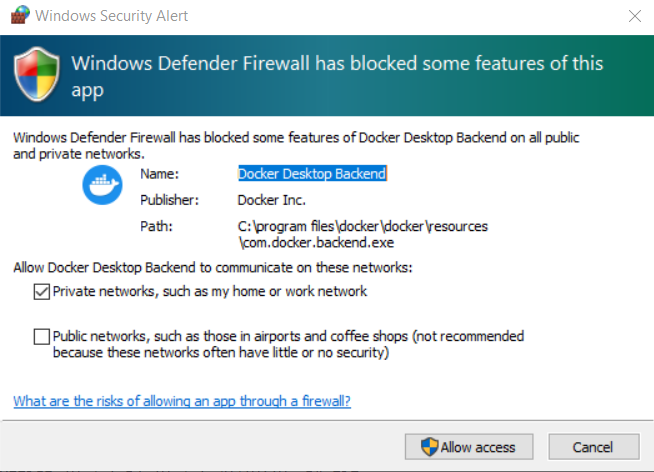 Windows Security Alert
Windows Defender Firewall has blocked some features of this
app
Windows Defender Firewall has blocked some features of Docker Desktop Backend on all public
and private networks.
Name: Docker Desktop Backend
Publisher: Docker Inc.
Path: C:\program files\docker\docker\resources
\com.docker.backend.exe
Allow Docker Desktop Backend to communicate on these networks:
Private networks, such as my home or work network
Public networks, such as those in airports and coffee shops (not recommended
because these networks often have little or no security)
What are the risks of allowing an app through a firewall?
Allow access Cancel